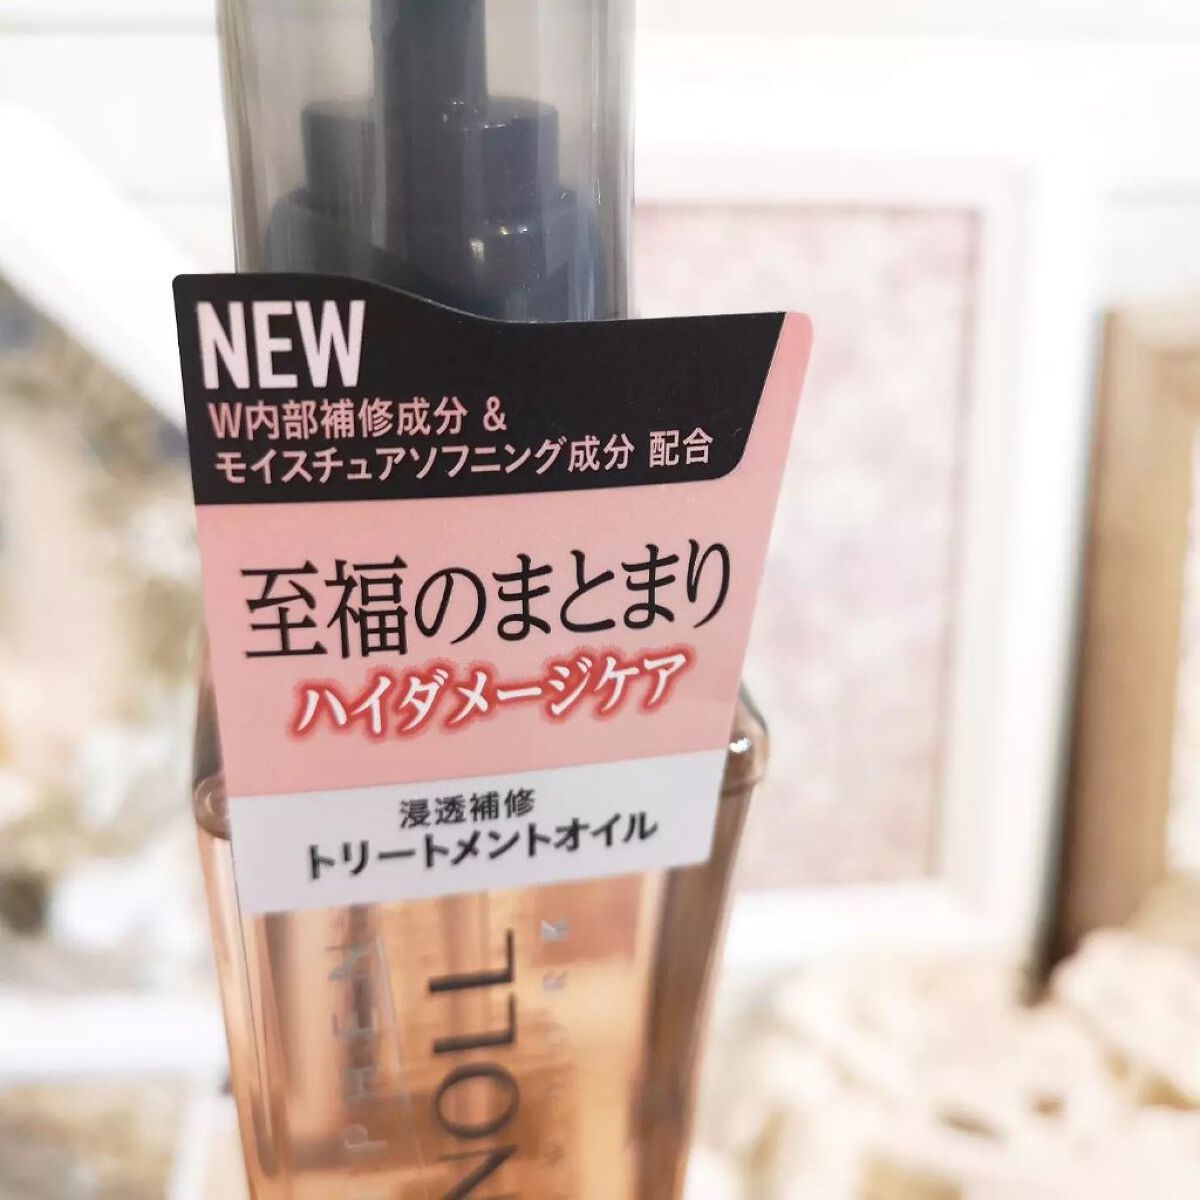 NEW
W内部補修成分 &
モイスチュアソフニング成分 配合
至福のまとまり
ハイダメージケア
浸透補修
トリートメントオイル
PHEN
NOLL